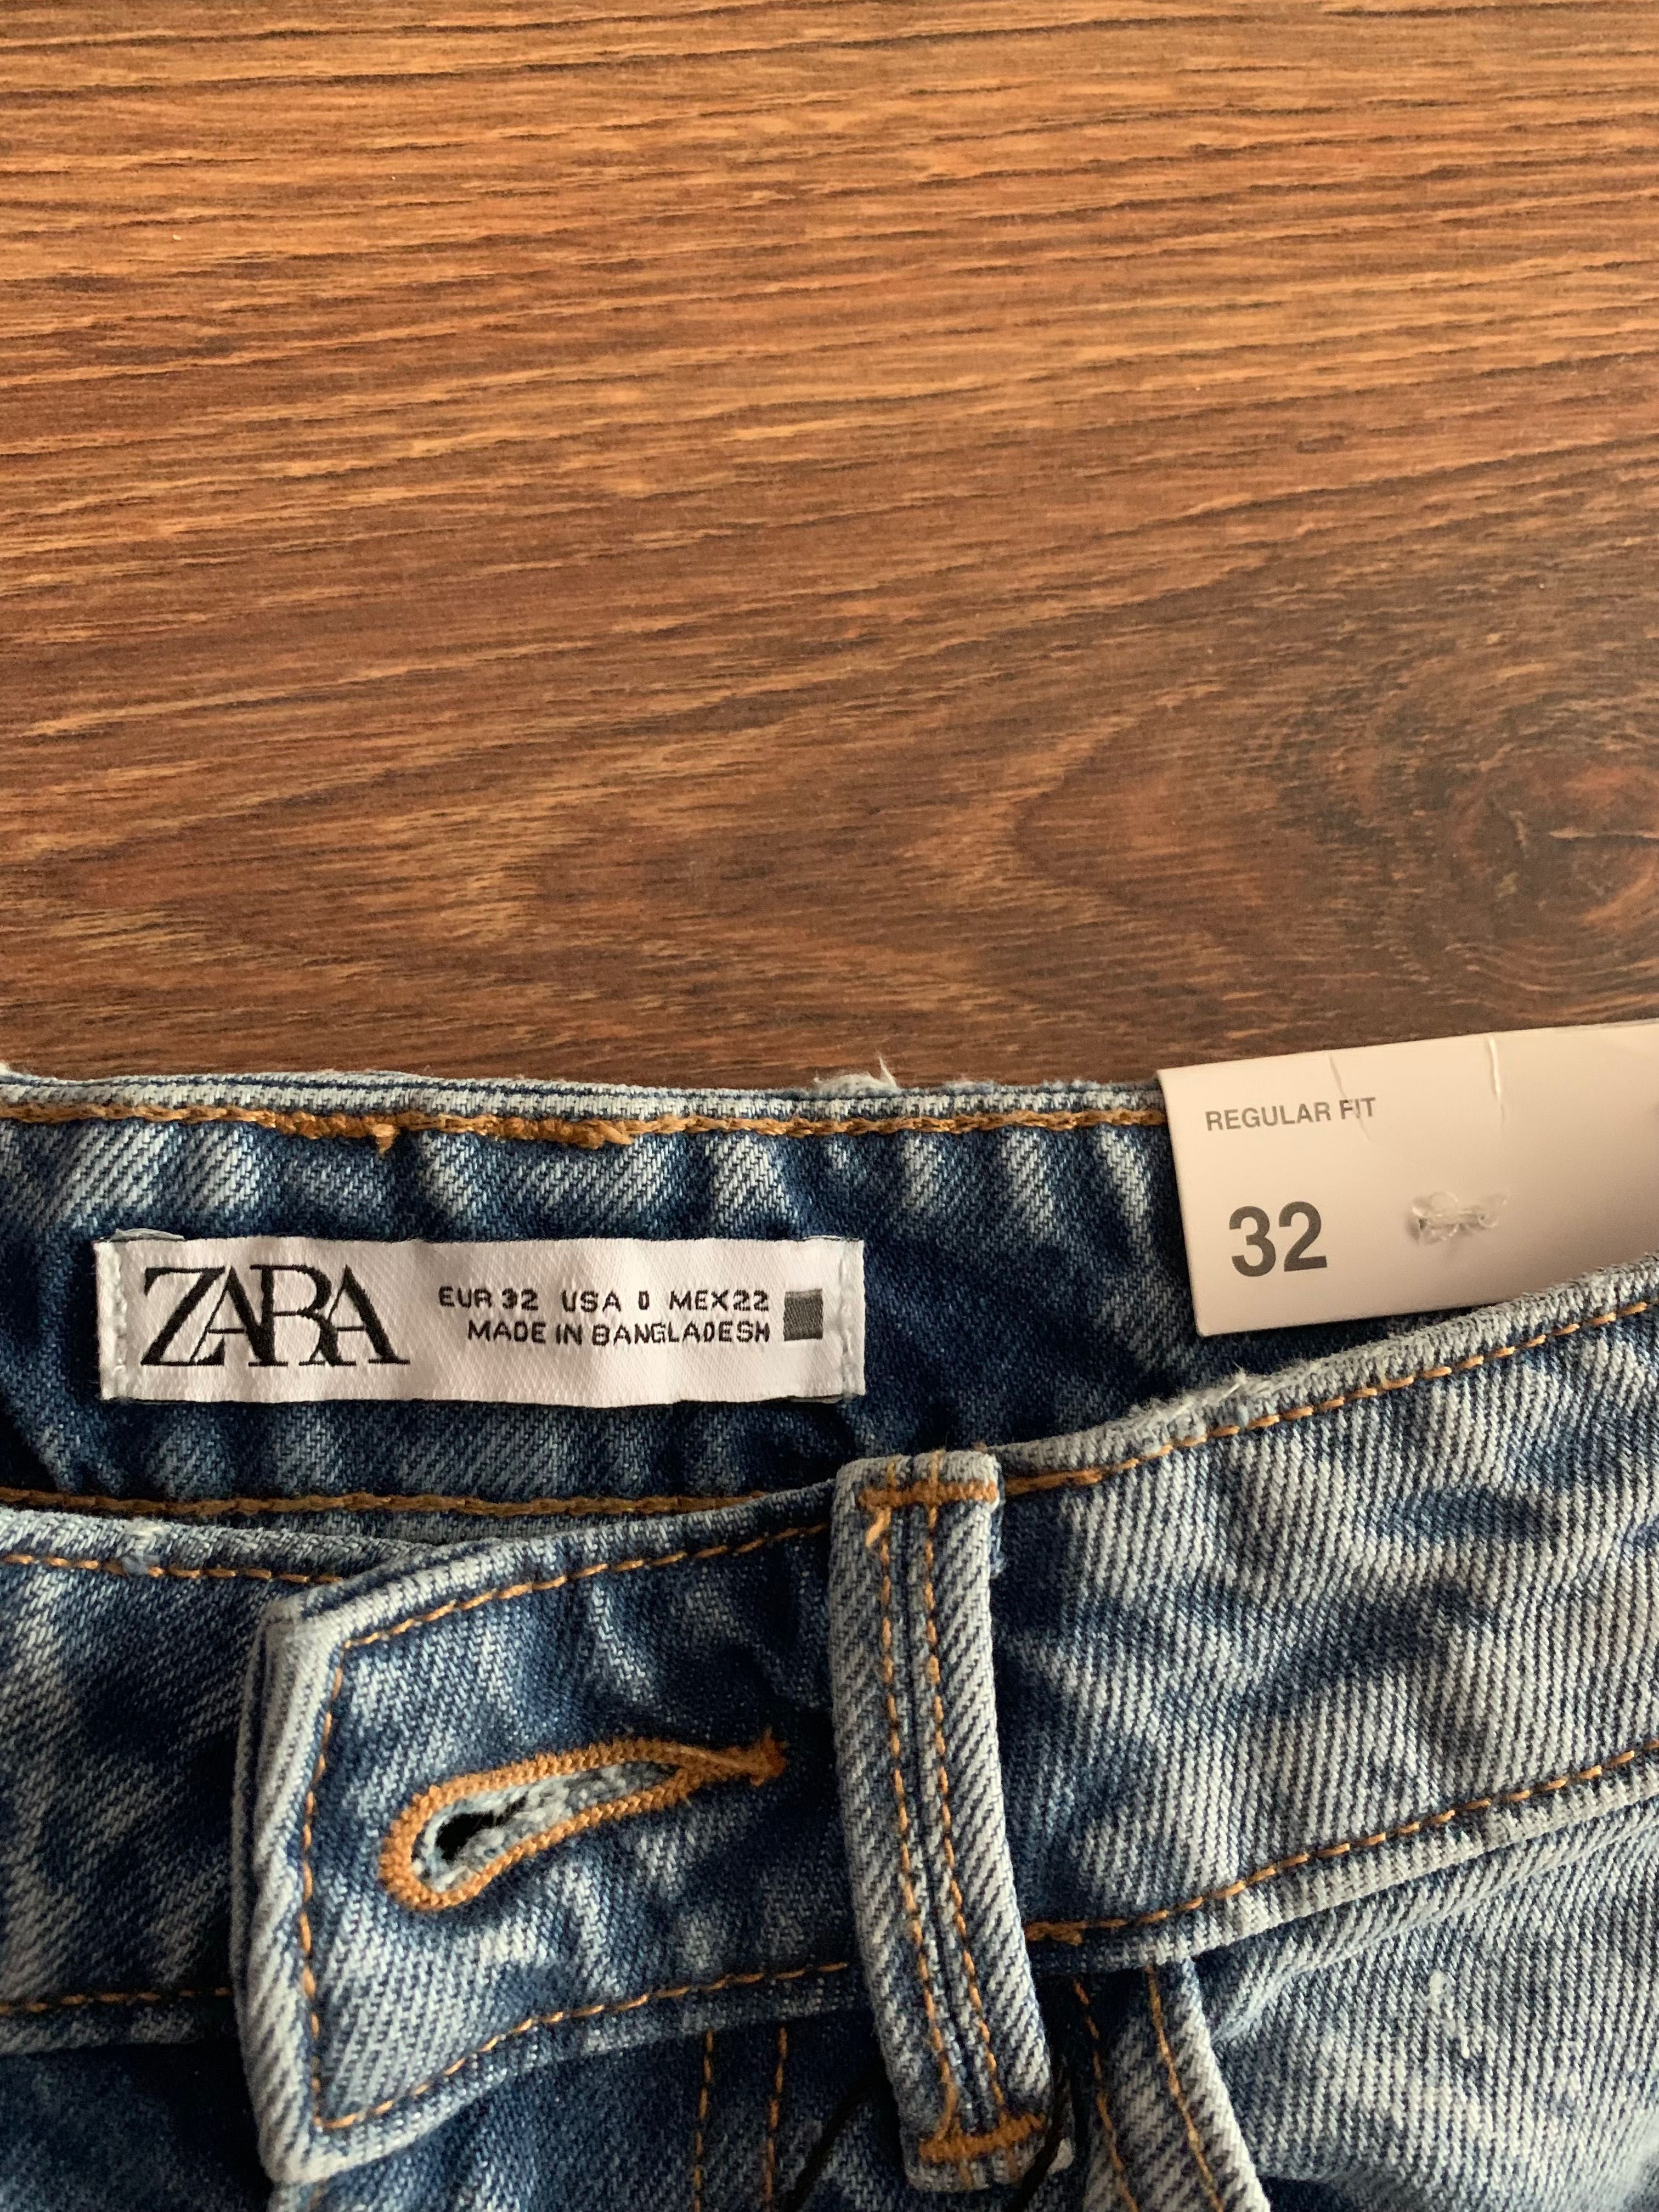 REGULAR FIT
32
ZARA
EUR 32 USA 0 MEX22
MADE IN BANGLADESH